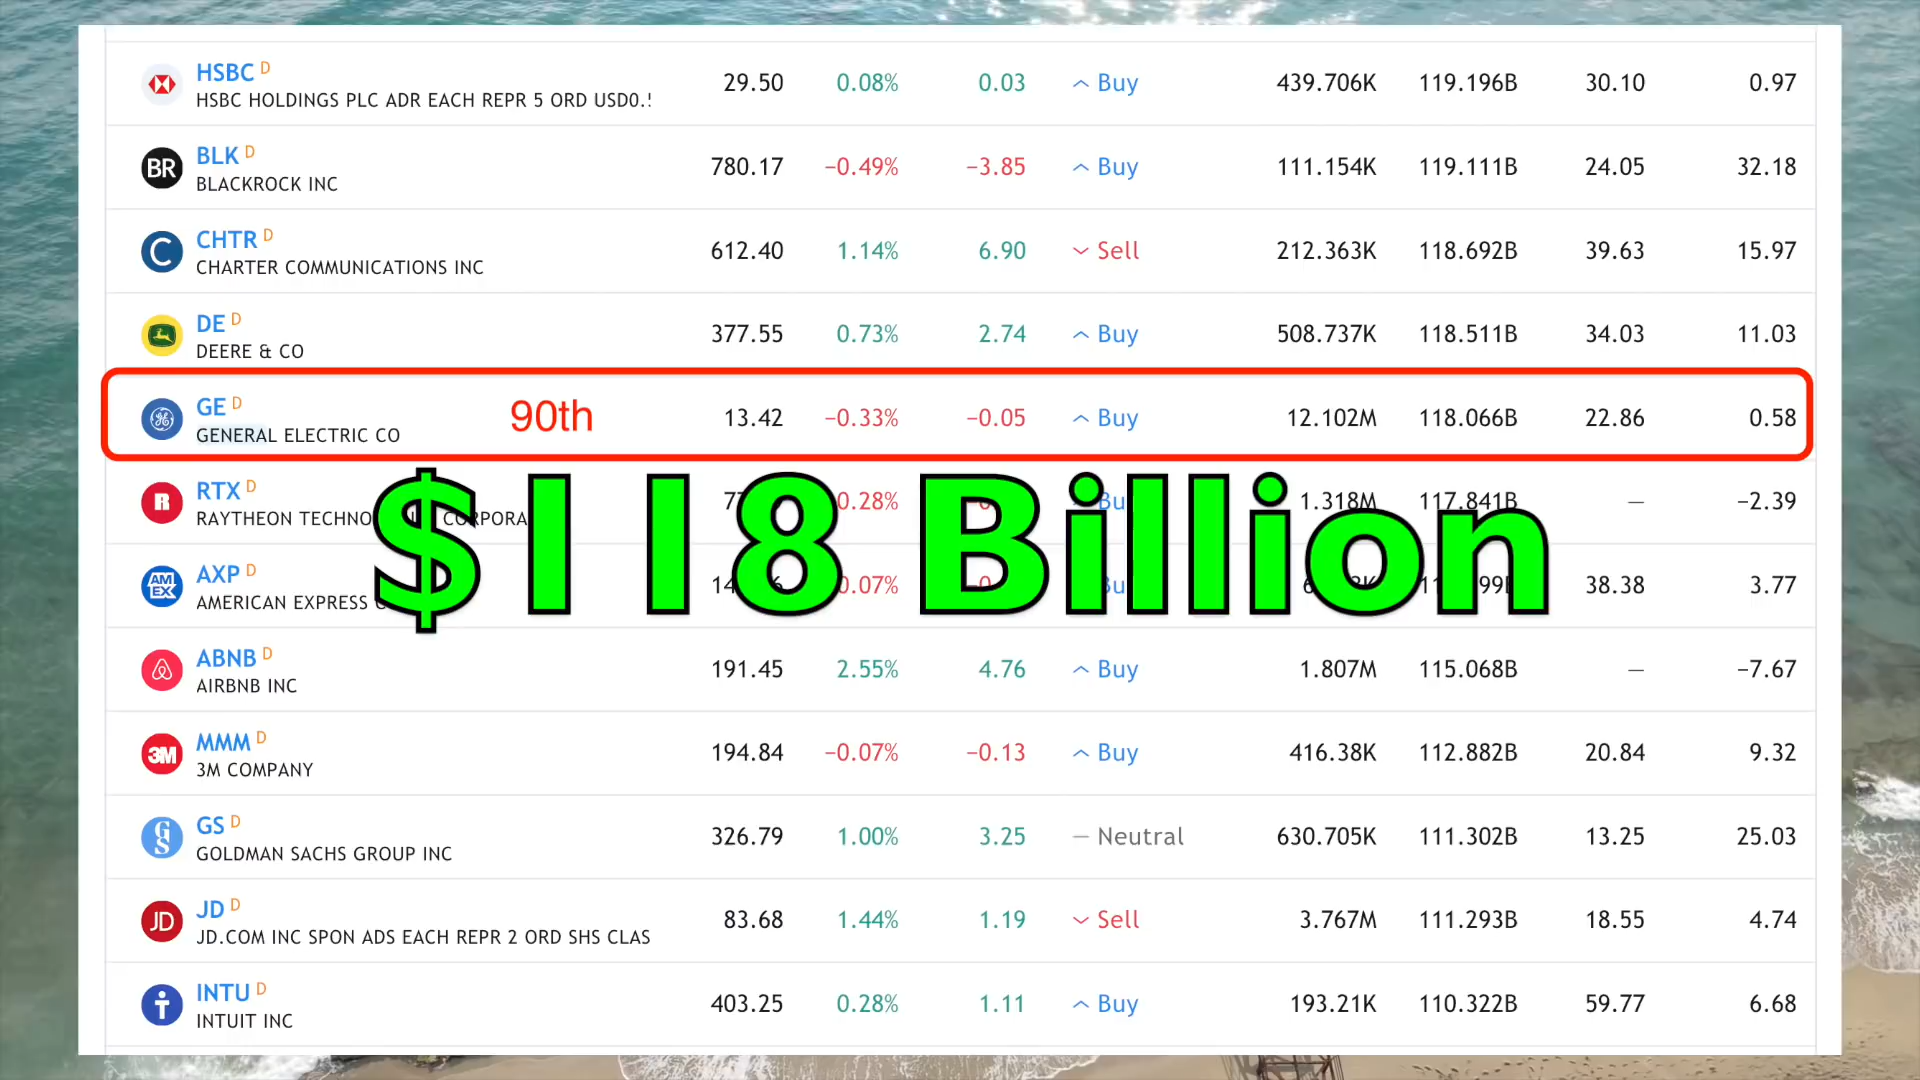 HSBC D 29.50 0.08% 0.03 Buy 439.706K 119.196B 30.10 0.97
HSBC HOLDINGS PLC ADR EACH REPR 5 ORD USD0.!
BR BLK D 780.17 −0.49% −3.85 Buy 111.154K 119.111B 24.05 32.18
BLACKROCK INC
C CHTR D 612.40 1.14% 6.90 Sell 212.363K 118.692B 39.63 15.97
CHARTER COMMUNICATIONS INC
DE D 377.55 0.73% 2.74 Buy 508.737K 118.511B 34.03 11.03
DEERE & CO
GE D 90th 13.42 −0.33% −0.05 Buy 12.102M 118.066B 22.86 0.58
GENERAL ELECTRIC CO
R RTX D 0.28% 1.318M 117.841B — −2.39
RAYTHEON
$118 Billion
AM EX AXP D 0.07% 38.38 3.77
AMERICAN EXPRESS
ABNB D 191.45 2.55% 4.76 Buy 1.807M 115.068B — −7.67
AIRBNB INC
3M MMM D 194.84 −0.07% −0.13 Buy 416.38K 112.882B 20.84 9.32
3M COMPANY
GS GS D 326.79 1.00% 3.25 — Neutral 630.705K 111.302B 13.25 25.03
GOLDMAN SACHS GROUP INC
JD JD D 83.68 1.44% 1.19 Sell 3.767M 111.293B 18.55 4.74
JD.COM INC SPON ADS EACH REPR 2 ORD SHS CLAS
INTU D 403.25 0.28% 1.11 Buy 193.21K 110.322B 59.77 6.68
INTUIT INC